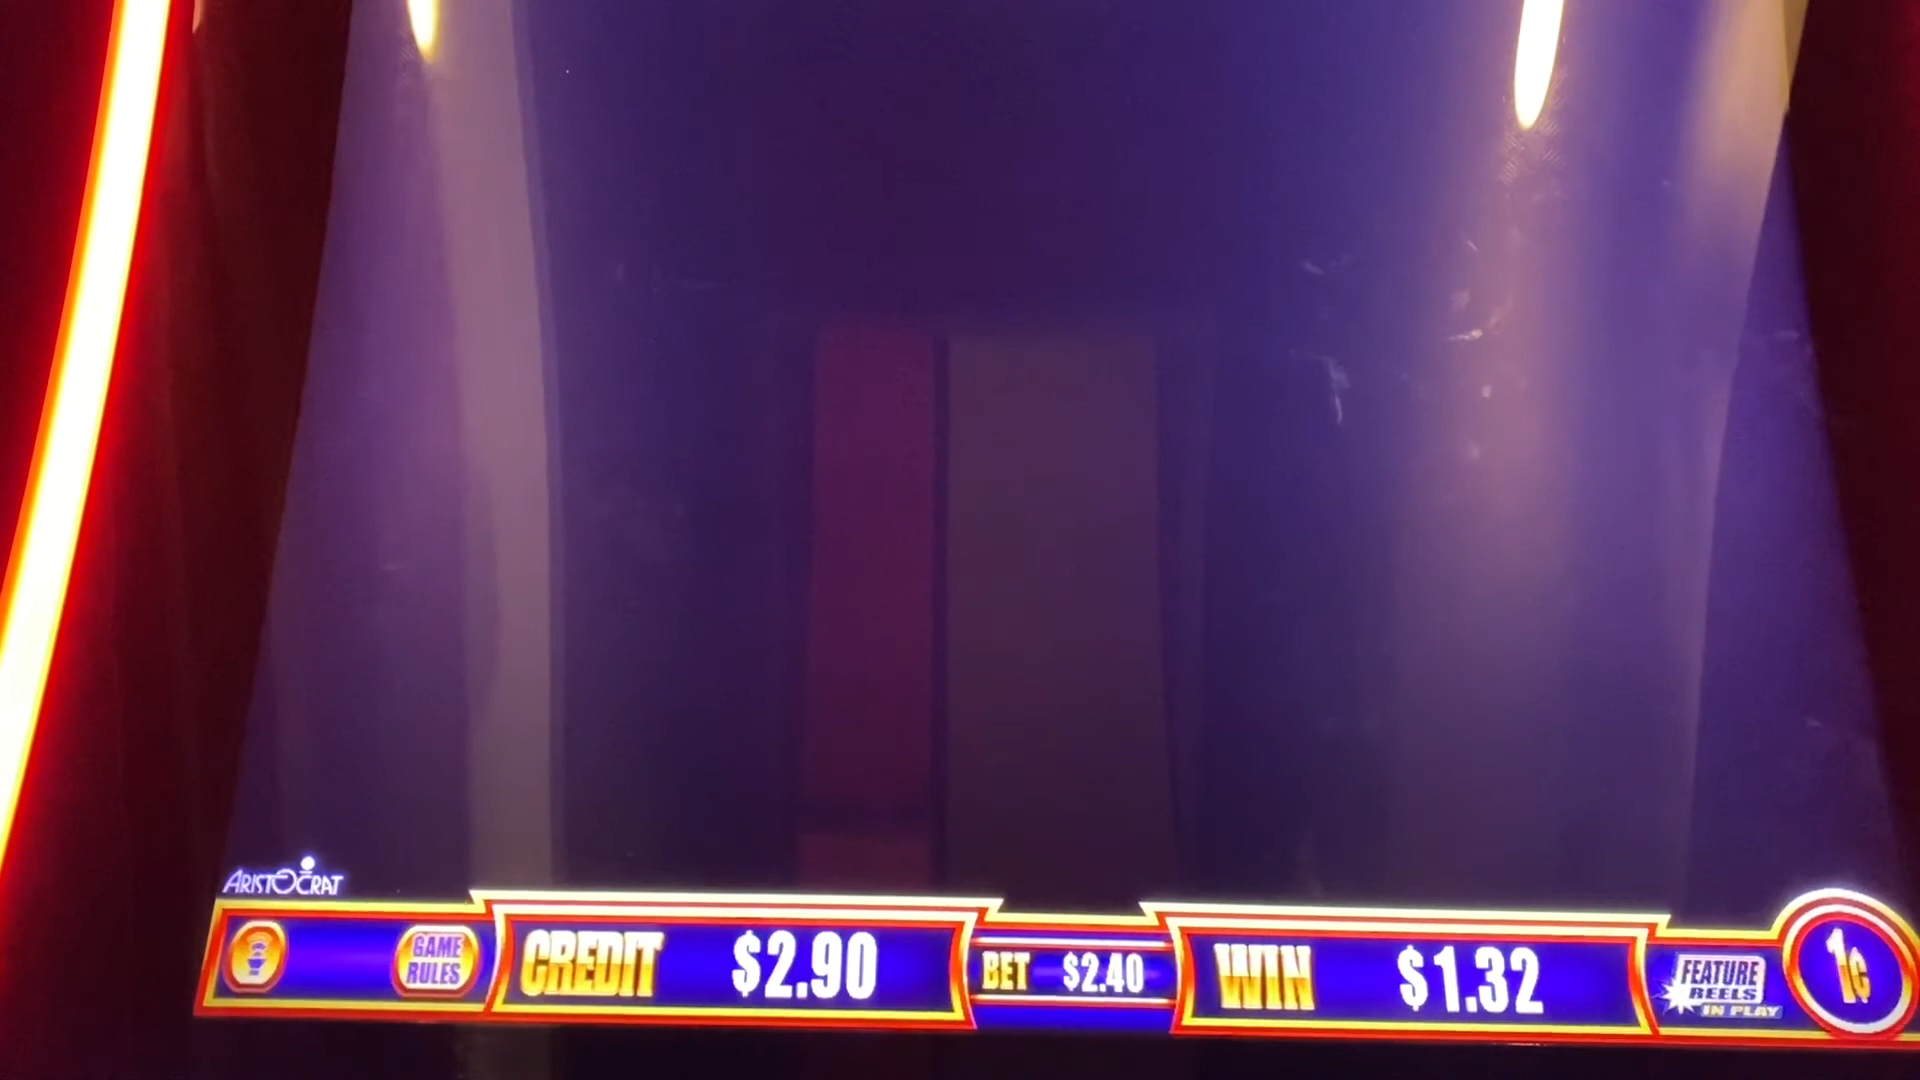 ARISTOCRAT
GAME RULES
CREDIT $2.90
BET $2.40
WIN $1.32
FEATURE REELS IN PLAY
1¢